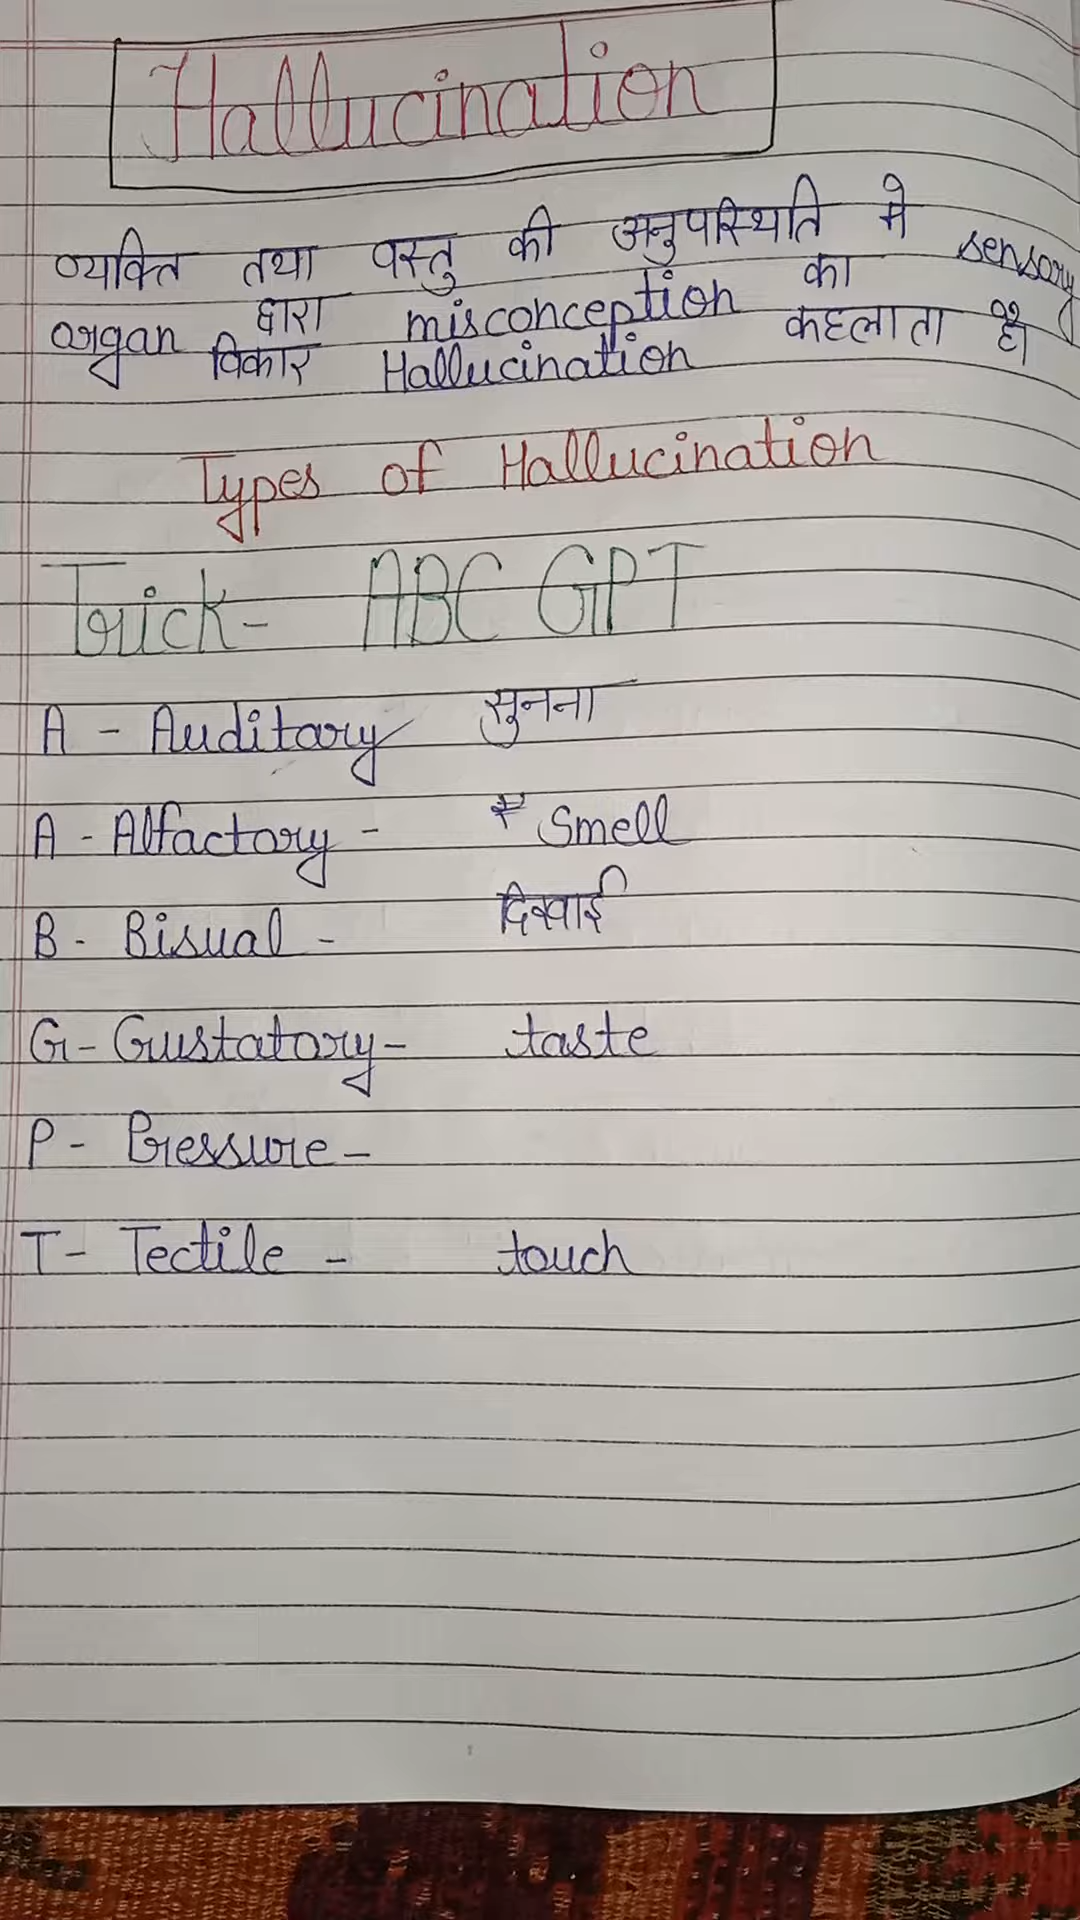 Hallucination
व्यक्ति तथा वस्तु की अनुपस्थिति मे sensory
organ द्वारा misconception का
विकार Hallucination कहलाता है।
Types of Hallucination
Trick- ABC GPT
A - Auditory सुनना
A - Alfactory - Smell
B - Bisual - दिखाई
G - Gustatory - taste
P - Pressure -
T - Tectile - touch